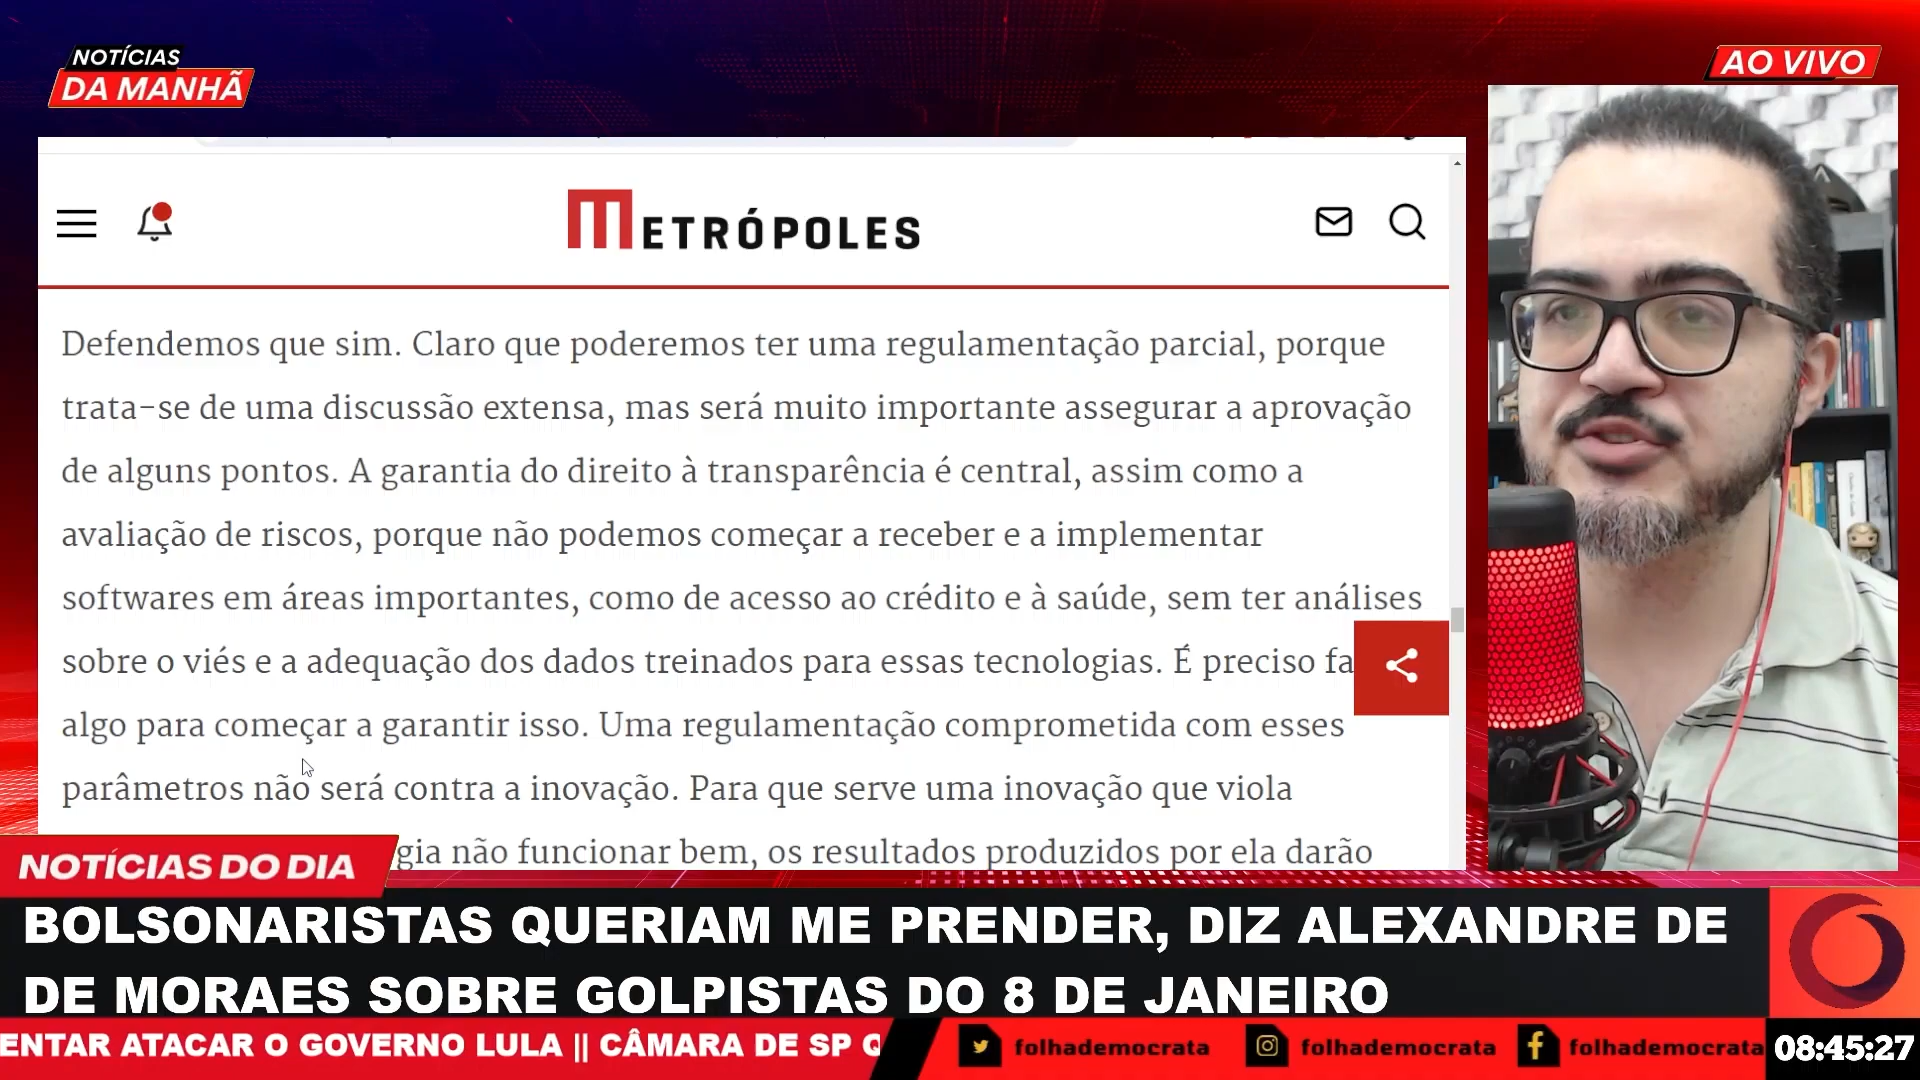 NOTÍCIAS
DA MANHÃ
AO VIVO
METRÓPOLES
Defendemos que sim. Claro que poderemos ter uma regulamentação parcial, porque
trata-se de uma discussão extensa, mas será muito importante assegurar a aprovação
de alguns pontos. A garantia do direito à transparência é central, assim como a
avaliação de riscos, porque não podemos começar a receber e a implementar
softwares em áreas importantes, como de acesso ao crédito e à saúde, sem ter análises
sobre o viés e a adequação dos dados treinados para essas tecnologias. É preciso fa
algo para começar a garantir isso. Uma regulamentação comprometida com esses
parâmetros não será contra a inovação. Para que serve uma inovação que viola
gia não funcionar bem, os resultados produzidos por ela darão
NOTÍCIAS DO DIA
BOLSONARISTAS QUERIAM ME PRENDER, DIZ ALEXANDRE DE
DE MORAES SOBRE GOLPISTAS DO 8 DE JANEIRO
ENTAR ATACAR O GOVERNO LULA || CÂMARA DE SP Q
folhademocrata
folhademocrata
folhademocrata
08:45:27